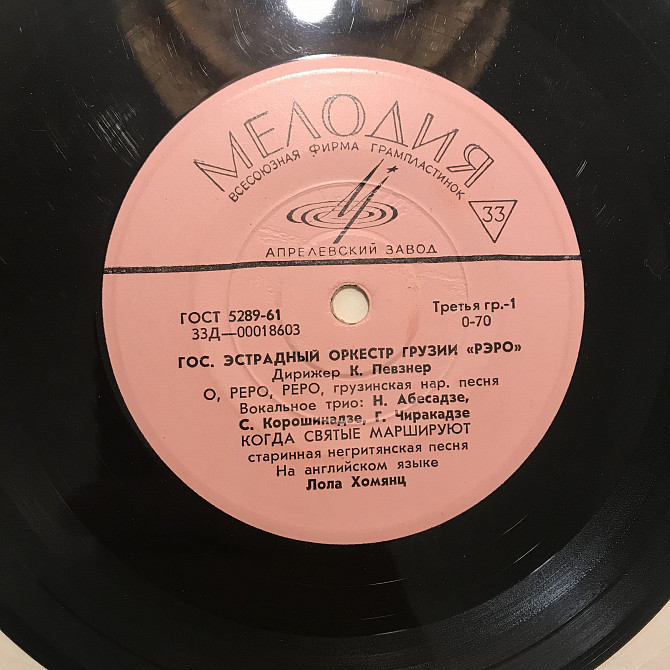 МЕЛОДИЯ
ВСЕСОЮЗНАЯ ФИРМА ГРАМПЛАСТИНОК
33
АПРЕЛЕВСКИЙ ЗАВОД
ГОСТ 5289-61
Третья гр.-1
33Д—00018603
0-70
ГОС. ЭСТРАДНЫЙ ОРКЕСТР ГРУЗИИ «РЭРО»
Дирижер К. Певзнер
О, РЕРО, РЕРО, грузинская нар. песня
Вокальное трио: Н. Абесадзе,
С. Корошинадзе, Г. Чиракадзе
КОГДА СВЯТЫЕ МАРШИРУЮТ
старинная негритянская песня
На английском языке
Лола Хомянц